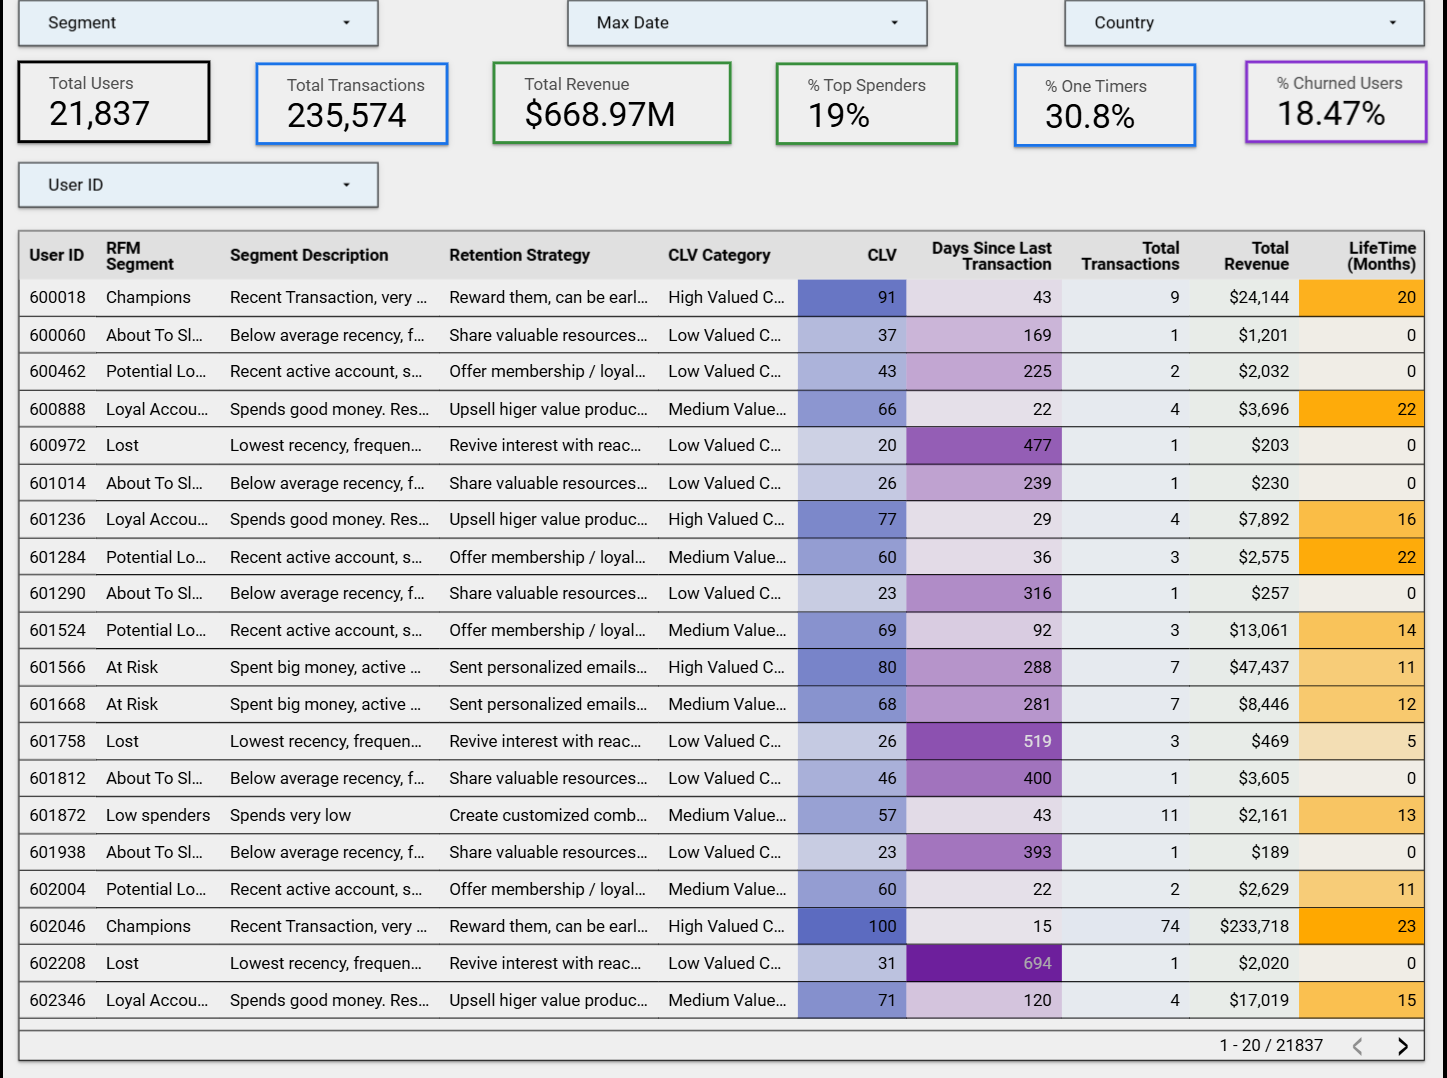 Segment
Max Date
Country
Total Users
21,837
Total Transactions
235,574
Total Revenue
$668.97M
% Top Spenders
19%
% One Timers
30.8%
% Churned Users
18.47%
User ID
User ID RFM Segment Segment Description Retention Strategy CLV Category CLV Days Since Last Transaction Total Transactions Total Revenue LifeTime (Months)
600018 Champions Recent Transaction, very ... Reward them, can be earl... High Valued C... 91 43 9 $24,144 20
600060 About To Sl... Below average recency, f... Share valuable resources... Low Valued C... 37 169 1 $1,201 0
600462 Potential Lo... Recent active account, s... Offer membership / loyal... Low Valued C... 43 225 2 $2,032 0
600888 Loyal Accou... Spends good money. Res... Upsell higer value produc... Medium Value... 66 22 4 $3,696 22
600972 Lost Lowest recency, frequen... Revive interest with reac... Low Valued C... 20 477 1 $203 0
601014 About To Sl... Below average recency, f... Share valuable resources... Low Valued C... 26 239 1 $230 0
601236 Loyal Accou... Spends good money. Res... Upsell higer value produc... High Valued C... 77 29 4 $7,892 16
601284 Potential Lo... Recent active account, s... Offer membership / loyal... Medium Value... 60 36 3 $2,575 22
601290 About To Sl... Below average recency, f... Share valuable resources... Low Valued C... 23 316 1 $257 0
601524 Potential Lo... Recent active account, s... Offer membership / loyal... Medium Value... 69 92 3 $13,061 14
601566 At Risk Spent big money, active ... Sent personalized emails... High Valued C... 80 288 7 $47,437 11
601668 At Risk Spent big money, active ... Sent personalized emails... Medium Value... 68 281 7 $8,446 12
601758 Lost Lowest recency, frequen... Revive interest with reac... Low Valued C... 26 519 3 $469 5
601812 About To Sl... Below average recency, f... Share valuable resources... Low Valued C... 46 400 1 $3,605 0
601872 Low spenders Spends very low Create customized comb... Medium Value... 57 43 11 $2,161 13
601938 About To Sl... Below average recency, f... Share valuable resources... Low Valued C... 23 393 1 $189 0
602004 Potential Lo... Recent active account, s... Offer membership / loyal... Medium Value... 60 22 2 $2,629 11
602046 Champions Recent Transaction, very ... Reward them, can be earl... High Valued C... 100 15 74 $233,718 23
602208 Lost Lowest recency, frequen... Revive interest with reac... Low Valued C... 31 694 1 $2,020 0
602346 Loyal Accou... Spends good money. Res... Upsell higer value produc... Medium Value... 71 120 4 $17,019 15
1 - 20 / 21837